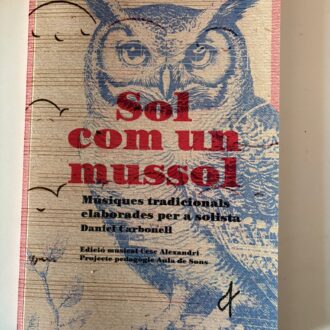 Sol
com un
mussol
Músiques tradicionals
elaborades per a solista
Daniel Carbonell
Edició musical Cesc Alexandri
Projecte pedagògic Aula de Sons